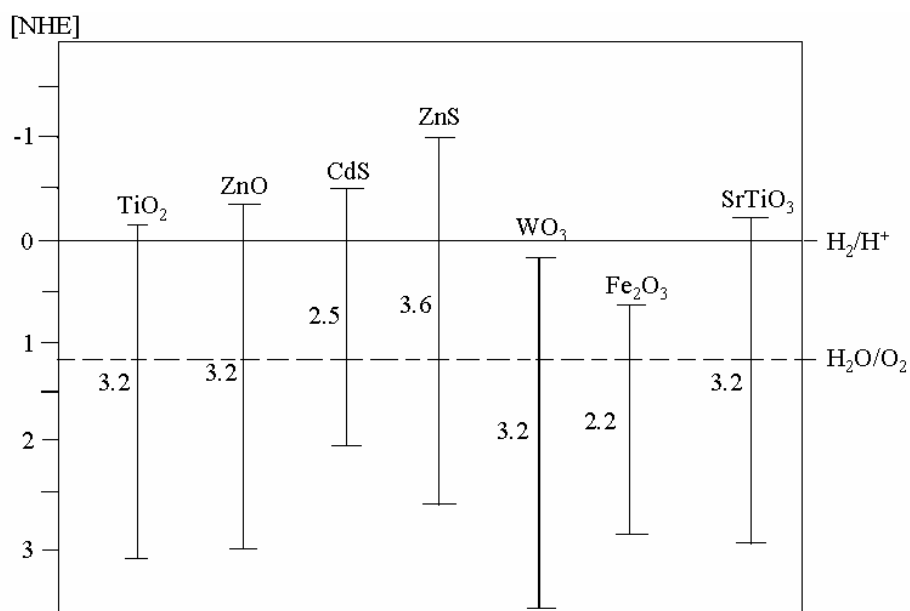 [NHE]
ZnS
-1
CdS
ZnO
TiO₂
SrTiO₃
WO₃
0
H₂/H⁺
Fe₂O₃
2.5
3.6
1
H₂O/O₂
3.2
3.2
3.2
2.2
3.2
2
3